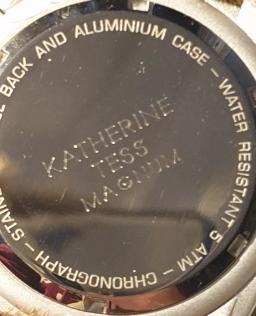 BACK AND ALUMINIUM CASE – WATER RESISTANT 5 ATM – CHRONOGRAPH –
KATHERINE
TESS
MAGNUM